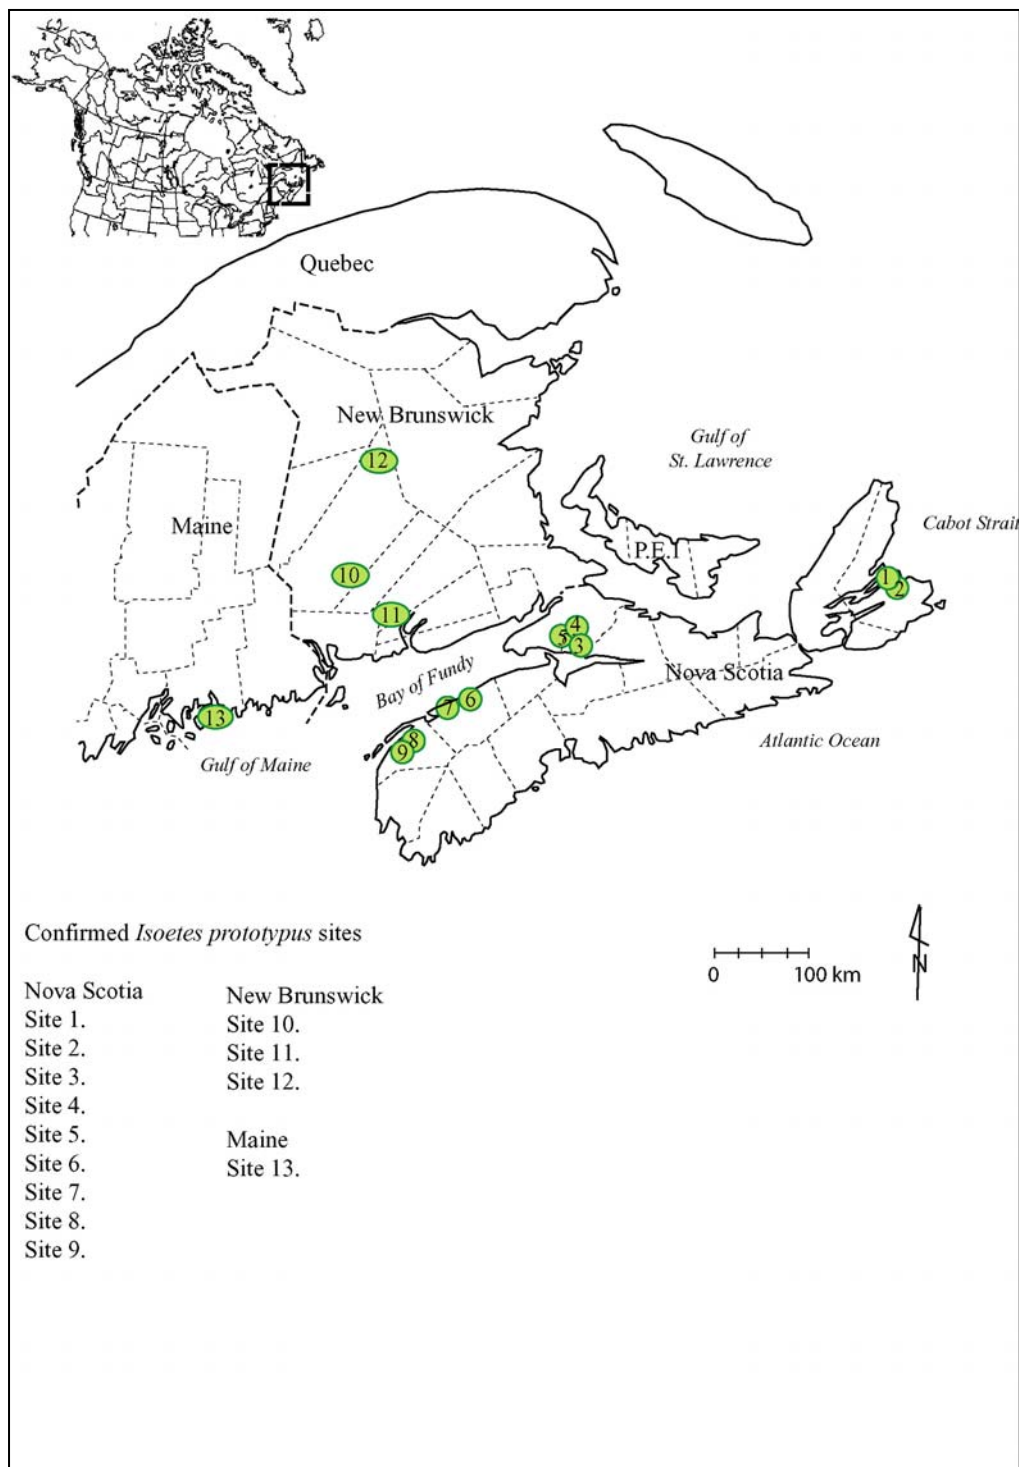 Quebec
New Brunswick
Gulf of
St. Lawrence
12
Maine
Cabot Strait
P.E.I
10
1
2
11
4
5
3
Bay of Fundy
Nova Scotia
6
7
13
8
9
Gulf of Maine
Atlantic Ocean
Confirmed Isoetes prototypus sites
0 100 km
N
Nova Scotia
Site 1.
Site 2.
Site 3.
Site 4.
Site 5.
Site 6.
Site 7.
Site 8.
Site 9.
New Brunswick
Site 10.
Site 11.
Site 12.
Maine
Site 13.